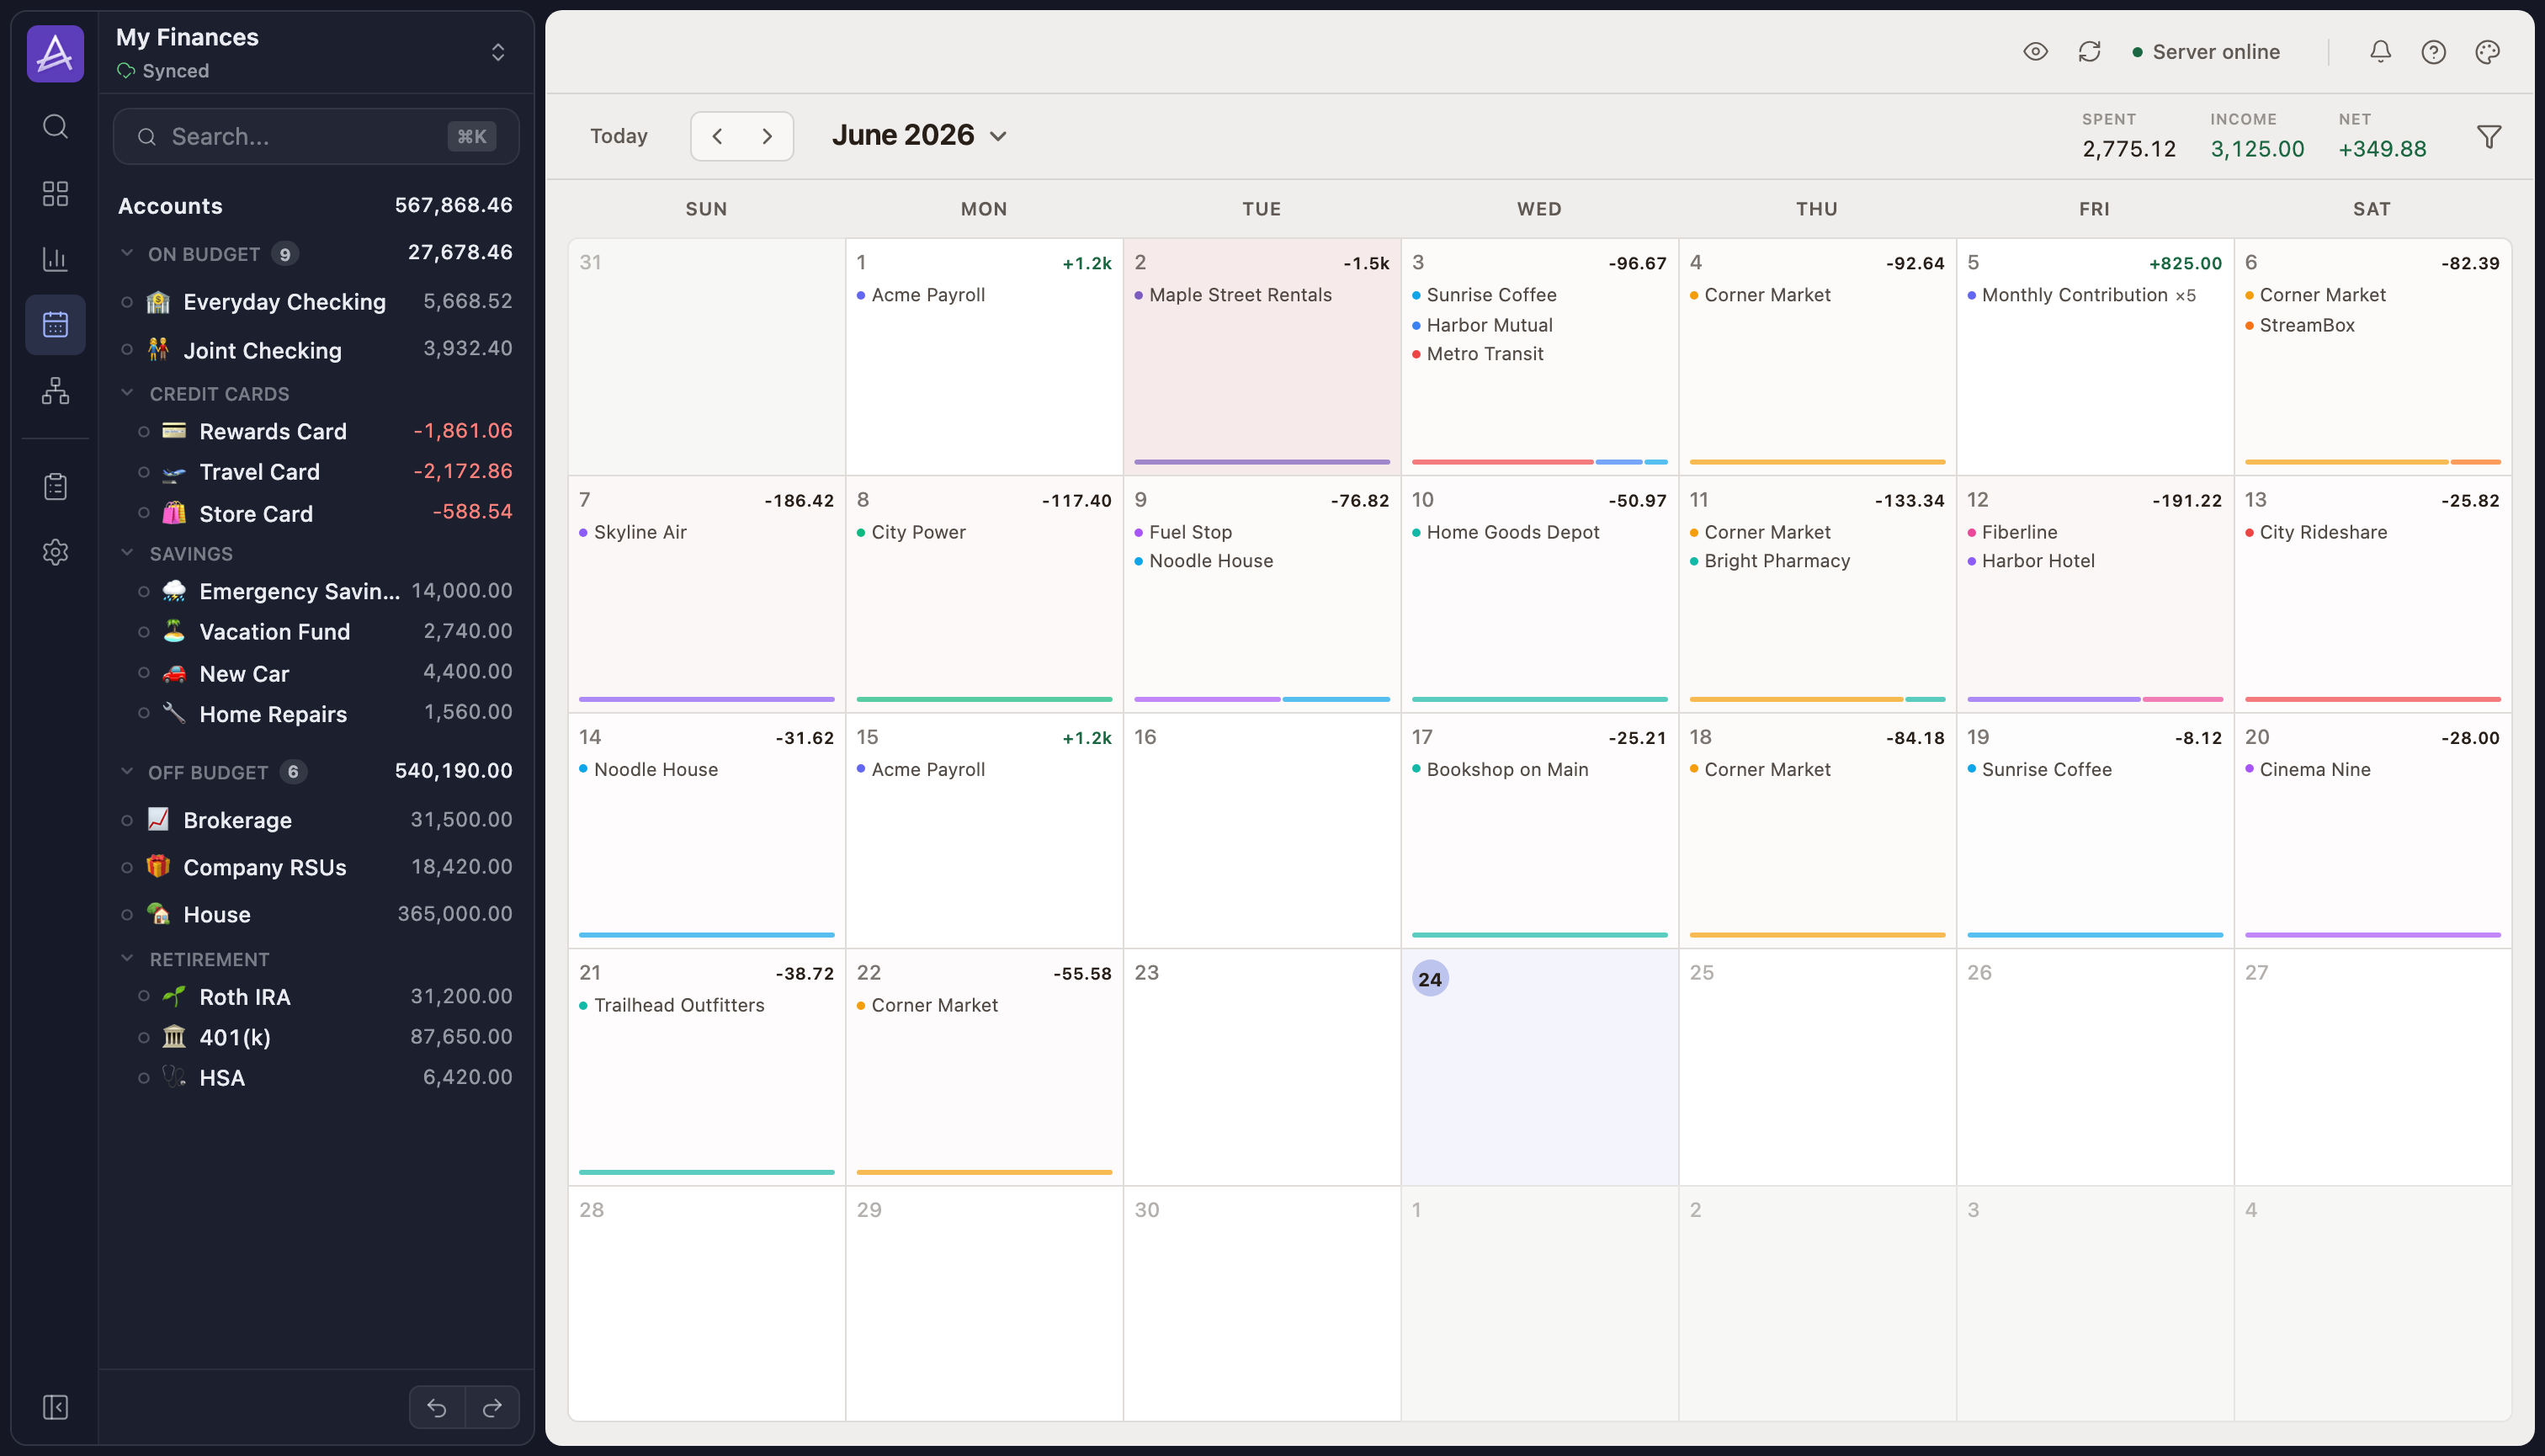 My Finances
Synced
Search...
⌘K
Accounts 567,868.46
ON BUDGET 9 27,678.46
Everyday Checking 5,668.52
Joint Checking 3,932.40
CREDIT CARDS
Rewards Card -1,861.06
Travel Card -2,172.86
Store Card -588.54
SAVINGS
Emergency Savin... 14,000.00
Vacation Fund 2,740.00
New Car 4,400.00
Home Repairs 1,560.00
OFF BUDGET 6 540,190.00
Brokerage 31,500.00
Company RSUs 18,420.00
House 365,000.00
RETIREMENT
Roth IRA 31,200.00
401(k) 87,650.00
HSA 6,420.00
Server online
Today
June 2026
SPENT INCOME NET
2,775.12 3,125.00 +349.88
SUN MON TUE WED THU FRI SAT
31
1 +1.2k
Acme Payroll
2 -1.5k
Maple Street Rentals
3 -96.67
Sunrise Coffee
Harbor Mutual
Metro Transit
4 -92.64
Corner Market
5 +825.00
Monthly Contribution ×5
6 -82.39
Corner Market
StreamBox
7 -186.42
Skyline Air
8 -117.40
City Power
9 -76.82
Fuel Stop
Noodle House
10 -50.97
Home Goods Depot
11 -133.34
Corner Market
Bright Pharmacy
12 -191.22
Fiberline
Harbor Hotel
13 -25.82
City Rideshare
14 -31.62
Noodle House
15 +1.2k
Acme Payroll
16
17 -25.21
Bookshop on Main
18 -84.18
Corner Market
19 -8.12
Sunrise Coffee
20 -28.00
Cinema Nine
21 -38.72
Trailhead Outfitters
22 -55.58
Corner Market
23
24
25
26
27
28
29
30
1
2
3
4